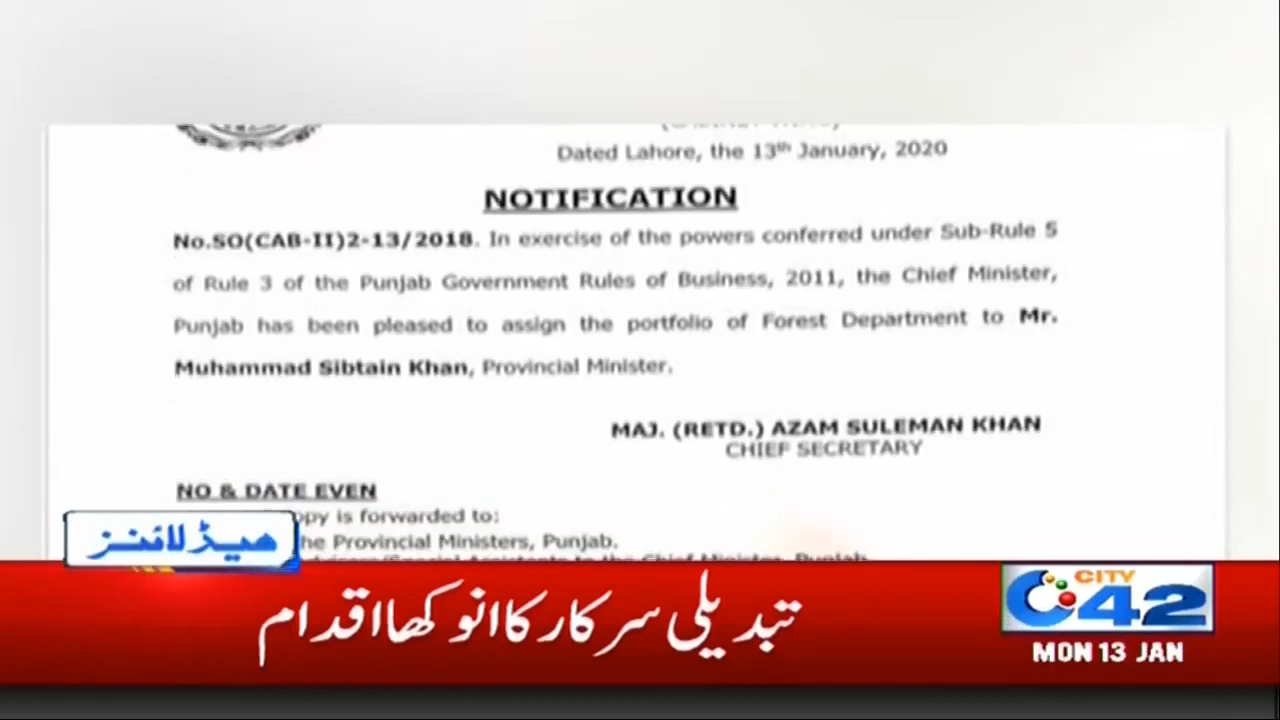 Dated Lahore, the 13th January, 2020
NOTIFICATION
No.SO(CAB-II)2-13/2018. In exercise of the powers conferred under Sub-Rule 5
of Rule 3 of the Punjab Government Rules of Business, 2011, the Chief Minister,
Punjab has been pleased to assign the portfolio of Forest Department to Mr.
Muhammad Sibtain Khan, Provincial Minister.
MAJ. (RETD.) AZAM SULEMAN KHAN
CHIEF SECRETARY
NO & DATE EVEN
opy is forwarded to:
he Provincial Ministers, Punjab.
ہیڈلائنز
تبدیلی سرکار کا انوکھا اقدام
CITY
42
MON 13 JAN